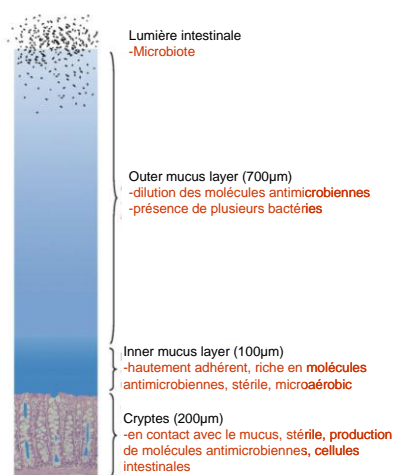 Lumière intestinale
-Microbiote
Outer mucus layer (700µm)
-dilution des molécules antimicrobiennes
-présence de plusieurs bactéries
Inner mucus layer (100µm)
-hautement adhérent, riche en molécules
antimicrobiennes, stérile, microaérobic
Cryptes (200µm)
-en contact avec le mucus, stérile, production
de molécules antimicrobiennes, cellules
intestinales